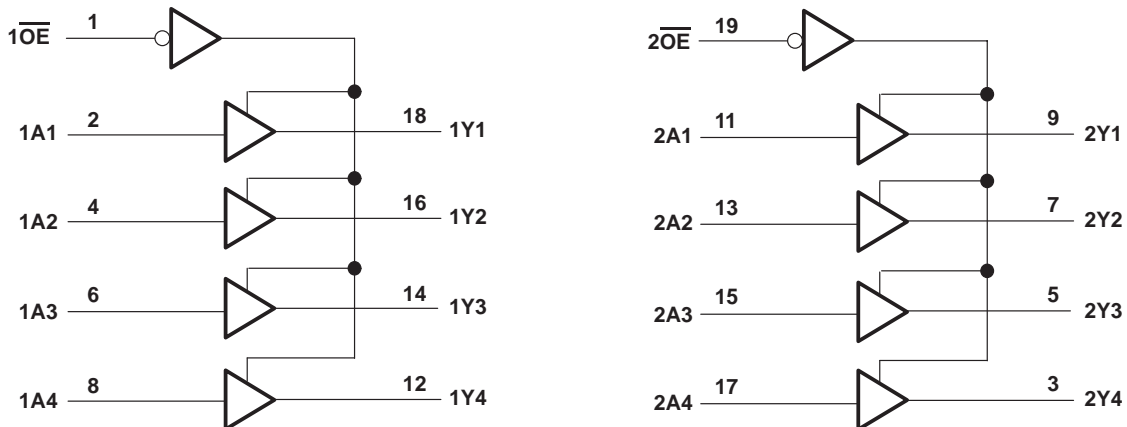 1OE 1
1A1 2 18 1Y1
1A2 4 16 1Y2
1A3 6 14 1Y3
1A4 8 12 1Y4
2OE 19
2A1 11 9 2Y1
2A2 13 7 2Y2
2A3 15 5 2Y3
2A4 17 3 2Y4